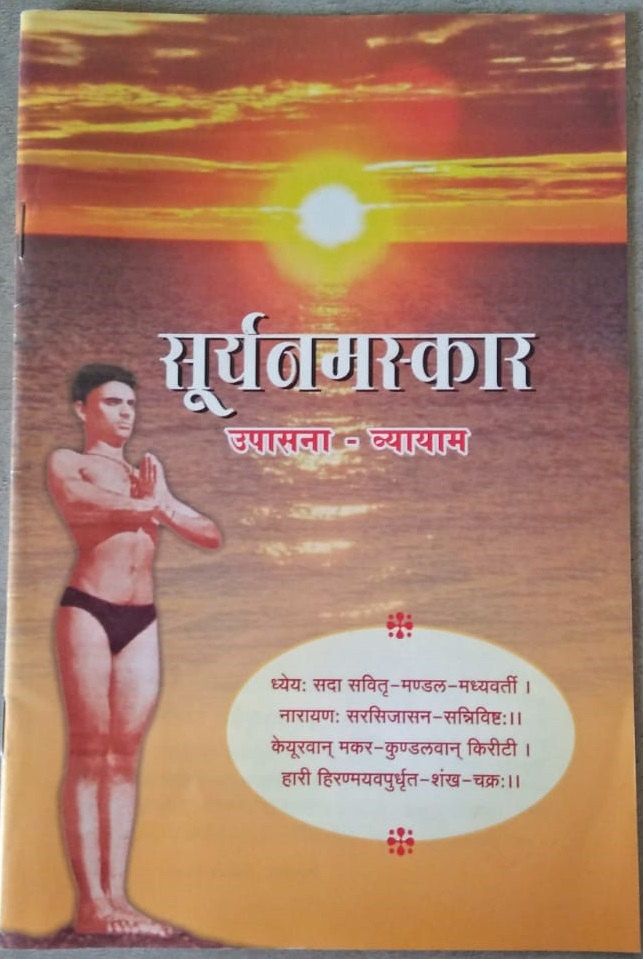 सूर्यनमस्कार
उपासना - व्यायाम
ध्येयः सदा सवितृ-मण्डल-मध्यवर्ती ।
नारायणः सरसिजासन-सन्निविष्टः।।
केयूरवान् मकर-कुण्डलवान् किरीटी ।
हारी हिरण्मयवपुर्धृत-शंख-चक्रः।।